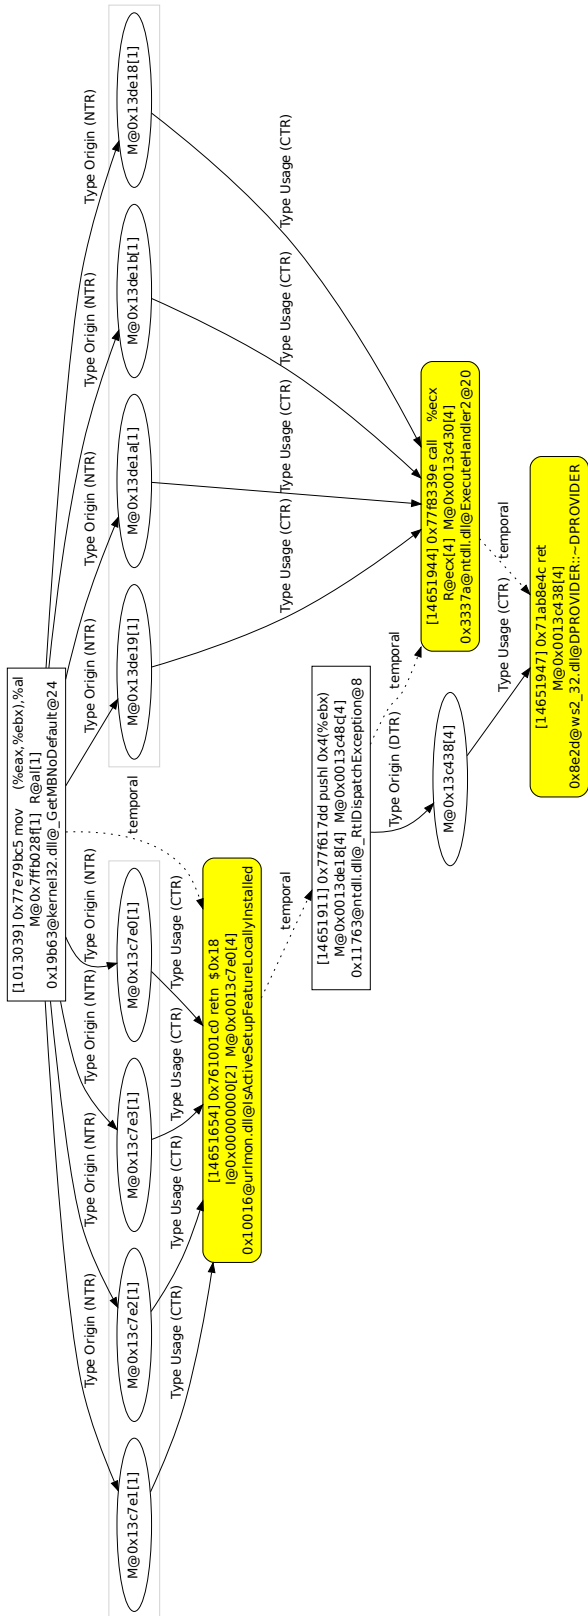 [1013039] 0x77e79bc5 mov (%eax,%ebx),%al
M@0x7ffb028f[1] R@al[1]
0x19b63@kernel32.dll@_GetMBNoDefault@24
Type Origin (NTR)
Type Origin (NTR)
Type Origin (NTR)
Type Origin (NTR)
Type Origin (NTR)
Type Origin (NTR)
Type Origin (NTR)
Type Origin (NTR)
temporal
M@0x13c7e1[1]
M@0x13c7e2[1]
M@0x13c7e3[1]
M@0x13c7e0[1]
M@0x13de19[1]
M@0x13de1a[1]
M@0x13de1b[1]
M@0x13de18[1]
Type Usage (CTR)
Type Usage (CTR)
Type Usage (CTR)
Type Usage (CTR)
[14651654] 0x761001c0 retn $0x18
I@0x00000000[2] M@0x0013c7e0[4]
0x10016@urlmon.dll@IsActiveSetupFeatureLocallyInstalled
temporal
Type Usage (CTR)
Type Usage (CTR)
Type Usage (CTR)
Type Usage (CTR)
[14651911] 0x77f617dd pushl 0x4(%ebx)
M@0x0013de18[4] M@0x0013c48c[4]
0x11763@ntdll.dll@_RtlDispatchException@8
Type Origin (DTR)
temporal
M@0x13c438[4]
[14651944] 0x77f8339e call %ecx
R@ecx[4] M@0x0013c430[4]
0x3337a@ntdll.dll@ExecuteHandler2@20
Type Usage (CTR)
temporal
[14651947] 0x71ab8e4c ret
M@0x0013c438[4]
0x8e2d@ws2_32.dll@DPROVIDER::~DPROVIDER